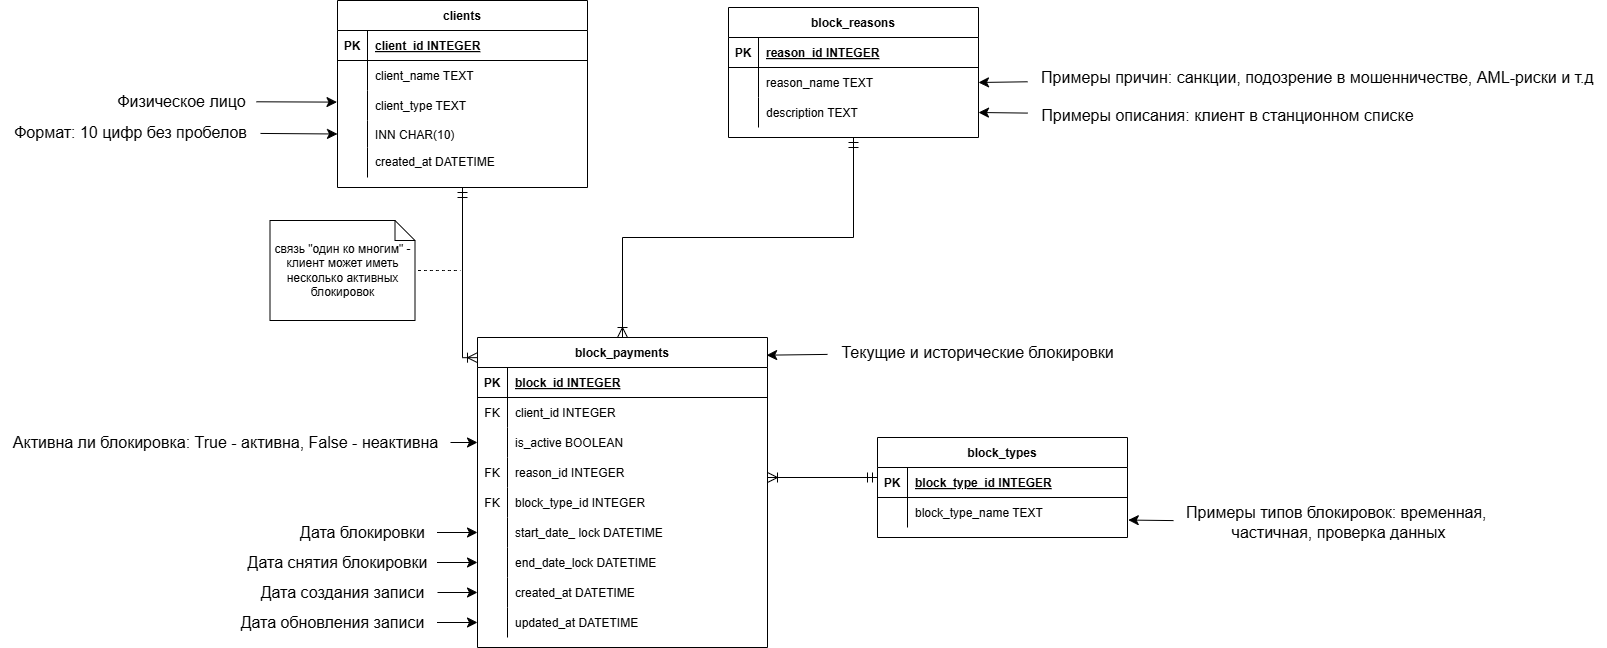 clients
PK client_id INTEGER
client_name TEXT
client_type TEXT
INN CHAR(10)
created_at DATETIME
Физическое лицо
Формат: 10 цифр без пробелов
block_reasons
PK reason_id INTEGER
reason_name TEXT
description TEXT
Примеры причин: санкции, подозрение в мошенничестве, AML-риски и т.д
Примеры описания: клиент в станционном списке
связь "один ко многим" -
клиент может иметь
несколько активных
блокировок
block_payments
PK block_id INTEGER
FK client_id INTEGER
is_active BOOLEAN
FK reason_id INTEGER
FK block_type_id INTEGER
start_date_ lock DATETIME
end_date_lock DATETIME
created_at DATETIME
updated_at DATETIME
Текущие и исторические блокировки
Активна ли блокировка: True - активна, False - неактивна
Дата блокировки
Дата снятия блокировки
Дата создания записи
Дата обновления записи
block_types
PK block_type_id INTEGER
block_type_name TEXT
Примеры типов блокировок: временная,
частичная, проверка данных